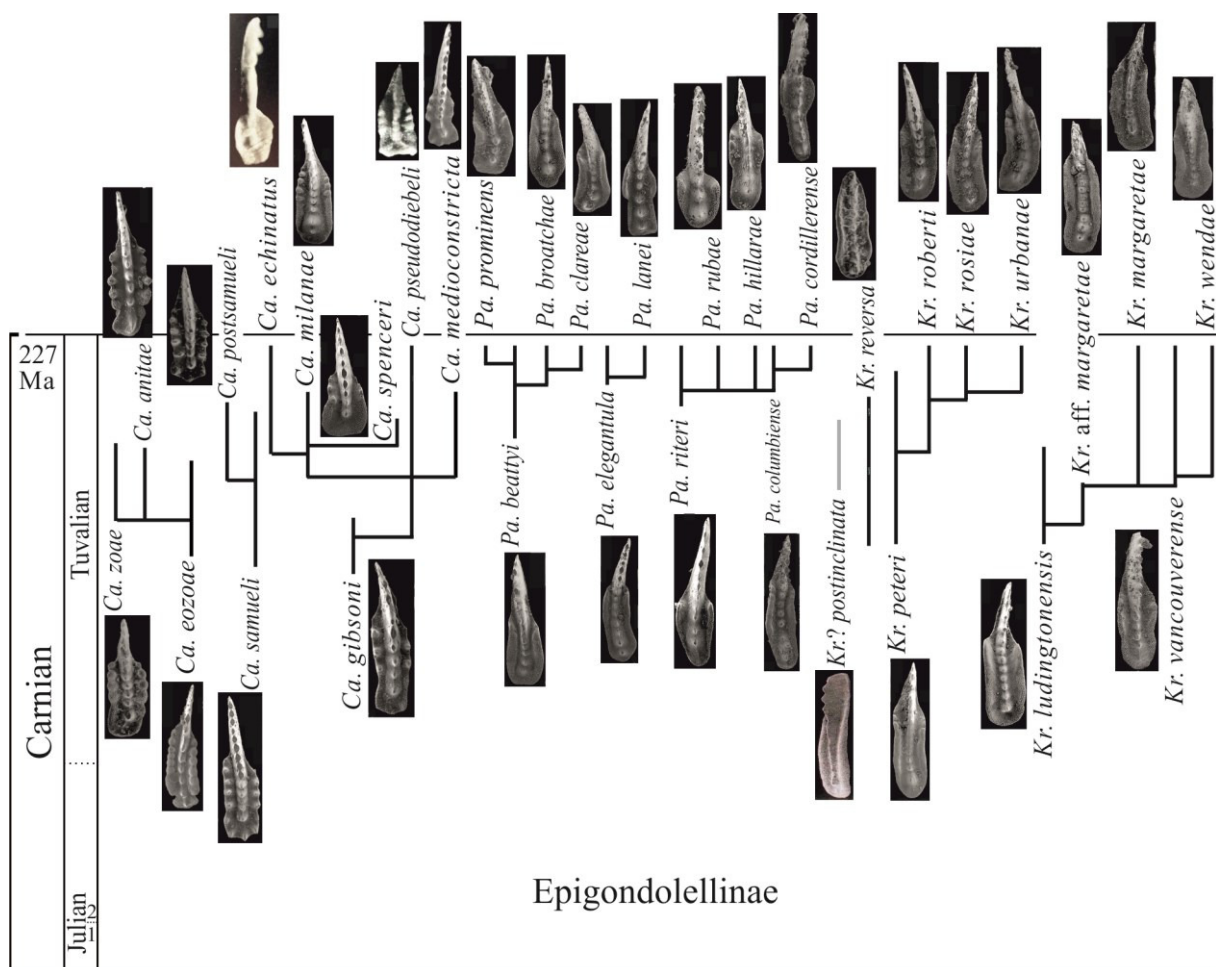 227
Ma
Carnian
Tuvalian
Julian
2
1
Ca. zoae
Ca. anitae
Ca. eozoae
Ca. postsamueli
Ca. samueli
Ca. echinatus
Ca. milanae
Ca. gibsoni
Ca. spenceri
Ca. pseudodiebeli
Ca. medioconstricta
Pa. prominens
Pa. beattyi
Pa. broatchae
Pa. clareae
Pa. elegantula
Pa. lanei
Pa. riteri
Pa. rubae
Pa. hillarae
Pa. columbiense
Pa. cordillerense
Kr.? postinclinata
Kr. reversa
Kr. peteri
Kr. roberti
Kr. rosiae
Kr. urbanae
Kr. ludingtonensis
Kr. aff. margaretae
Kr. margaretae
Kr. vancouverense
Kr. wendae
Epigondolellinae